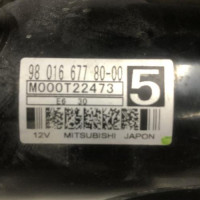 98 016 677 80-00
5
M000T22473
E6 30
12V MITSUBISHI JAPON